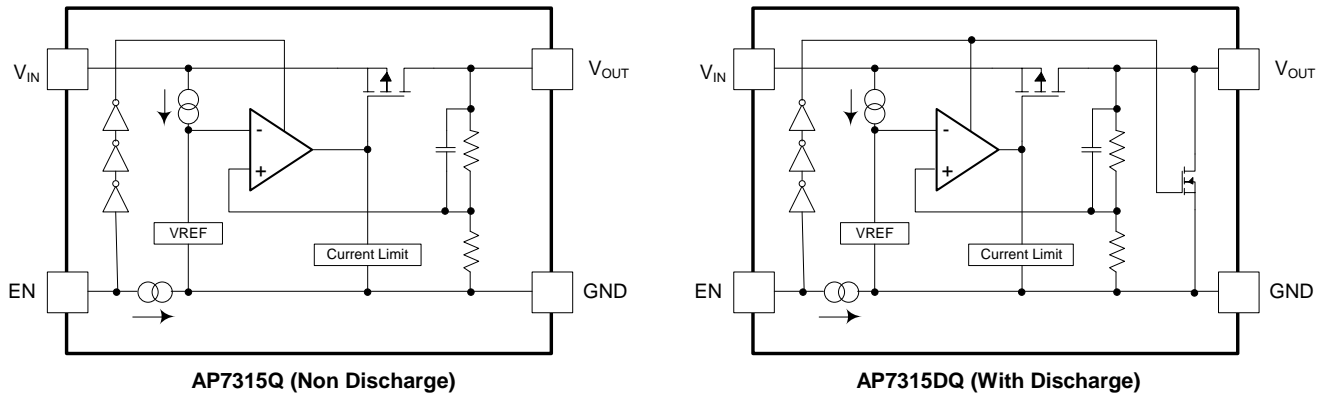 VIN
VOUT
-
+
VREF
Current Limit
EN
GND
AP7315Q (Non Discharge)
VIN
VOUT
-
+
VREF
Current Limit
EN
GND
AP7315DQ (With Discharge)